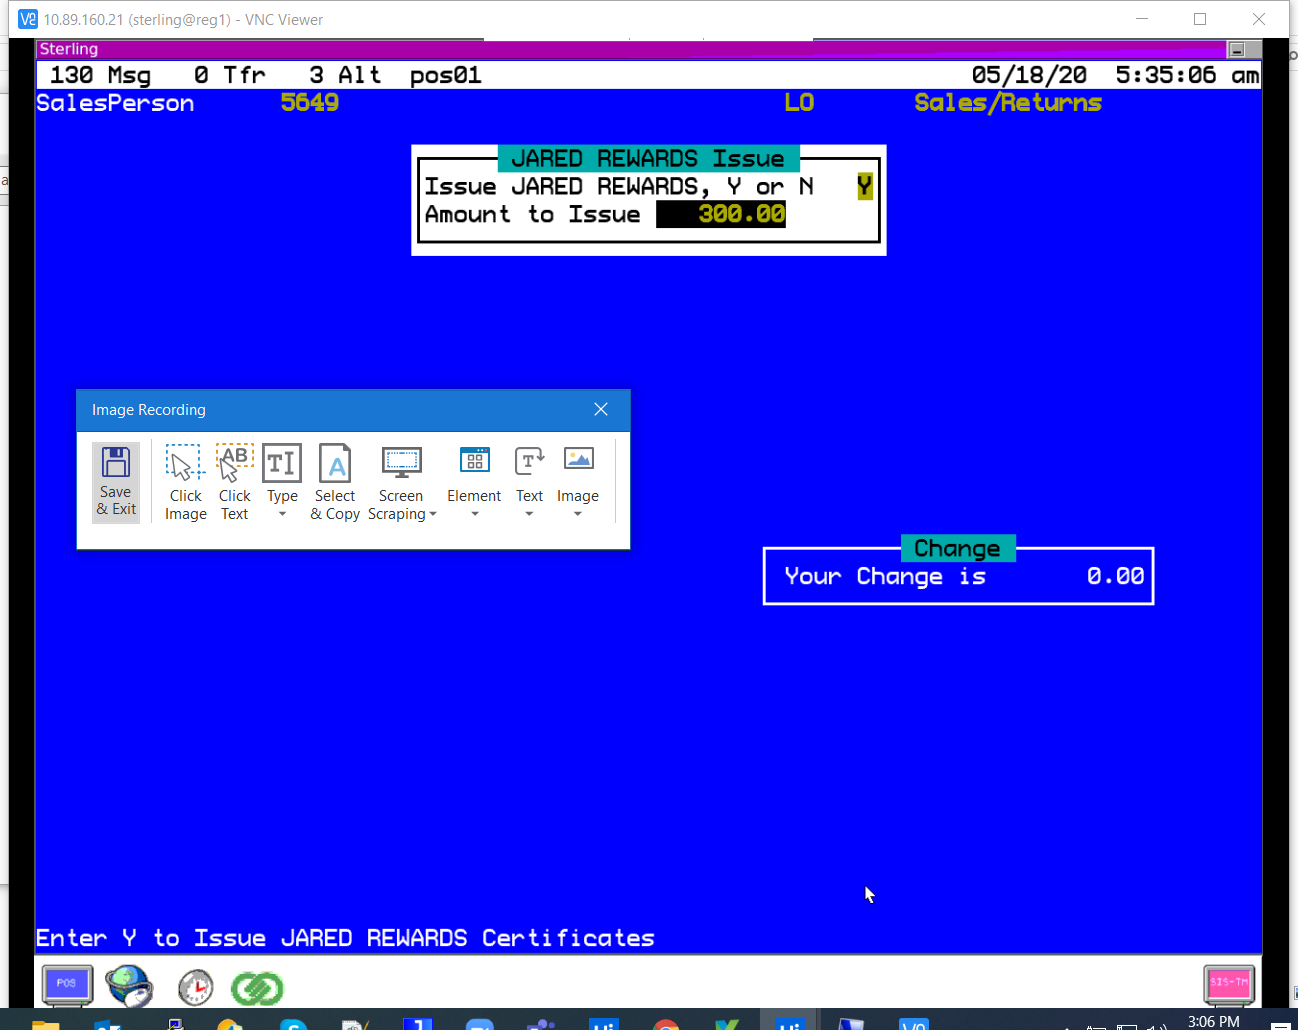 10.89.160.21 (sterling@reg1) - VNC Viewer
Sterling
130 Msg 0 Tfr 3 Alt pos01 05/18/20 5:35:06 am
SalesPerson 5649 LO Sales/Returns
JARED REWARDS Issue
Issue JARED REWARDS, Y or N Y
Amount to Issue 300.00
Image Recording
Save & Exit
Click Image
Click Text
Type
Select & Copy
Screen Scraping
Element
Text
Image
Change
Your Change is 0.00
Enter Y to Issue JARED REWARDS Certificates
POS
SIS-TM
3:06 PM